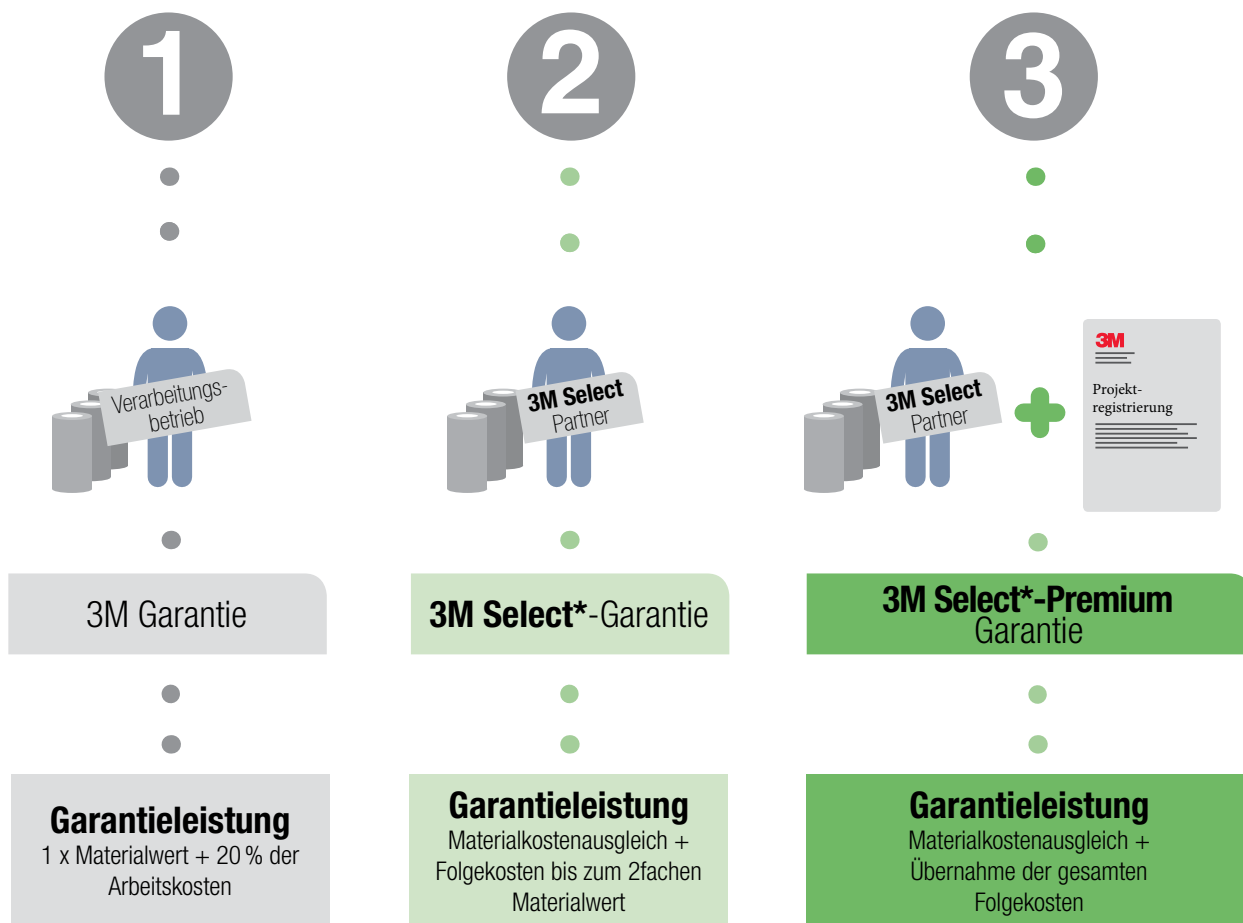 1
2
3
Verarbeitungs-
betrieb
3M Select
Partner
3M Select
Partner
3M
Projekt-
registrierung
3M Garantie
3M Select*-Garantie
3M Select*-Premium
Garantie
Garantieleistung
1 x Materialwert + 20 % der
Arbeitskosten
Garantieleistung
Materialkostenausgleich +
Folgekosten bis zum 2fachen
Materialwert
Garantieleistung
Materialkostenausgleich +
Übernahme der gesamten
Folgekosten